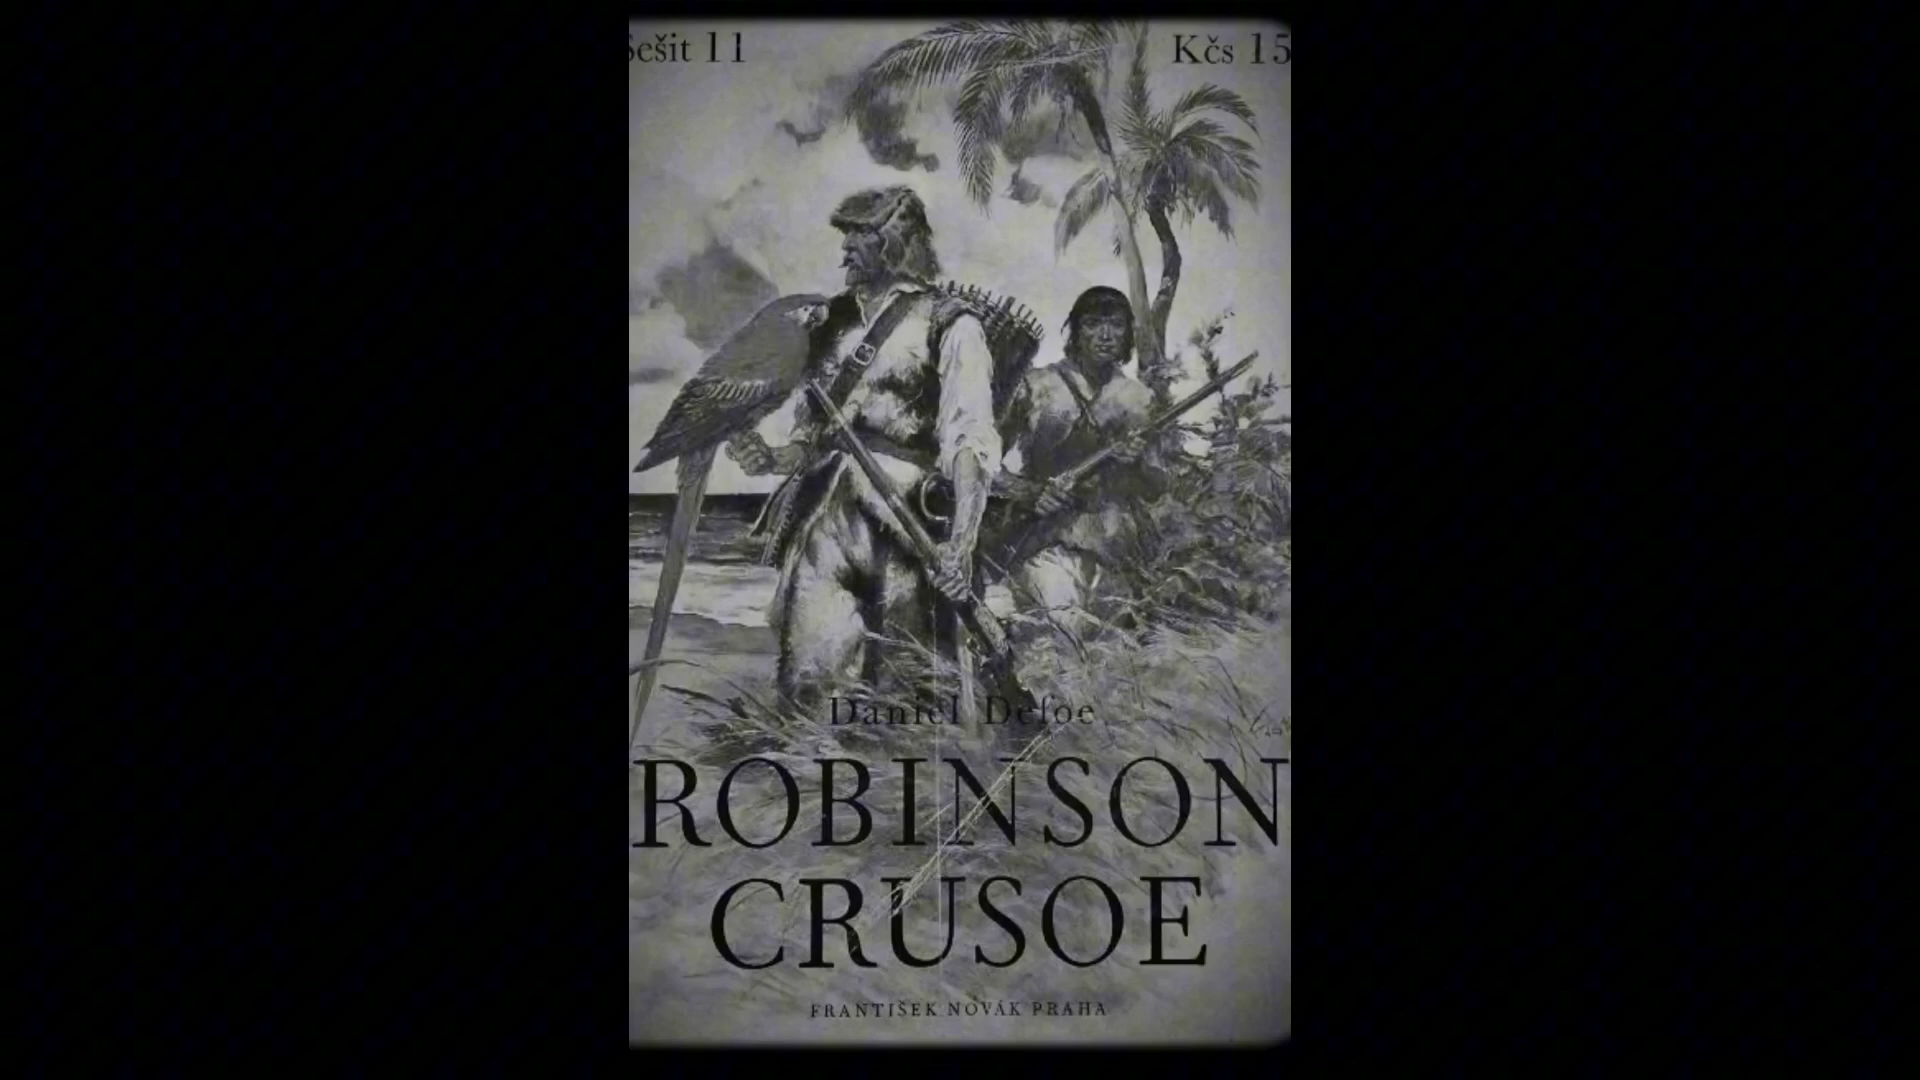 Sešit 11
Kčs 15
Daniel Defoe
ROBINSON
CRUSOE
FRANTIŠEK NOVÁK PRAHA